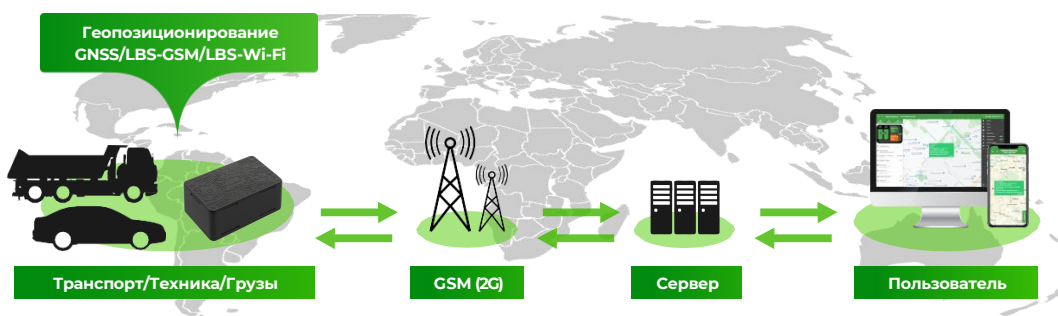 Геопозиционирование
GNSS/LBS-GSM/LBS-Wi-Fi
Транспорт/Техника/Грузы
GSM (2G)
Сервер
Пользователь